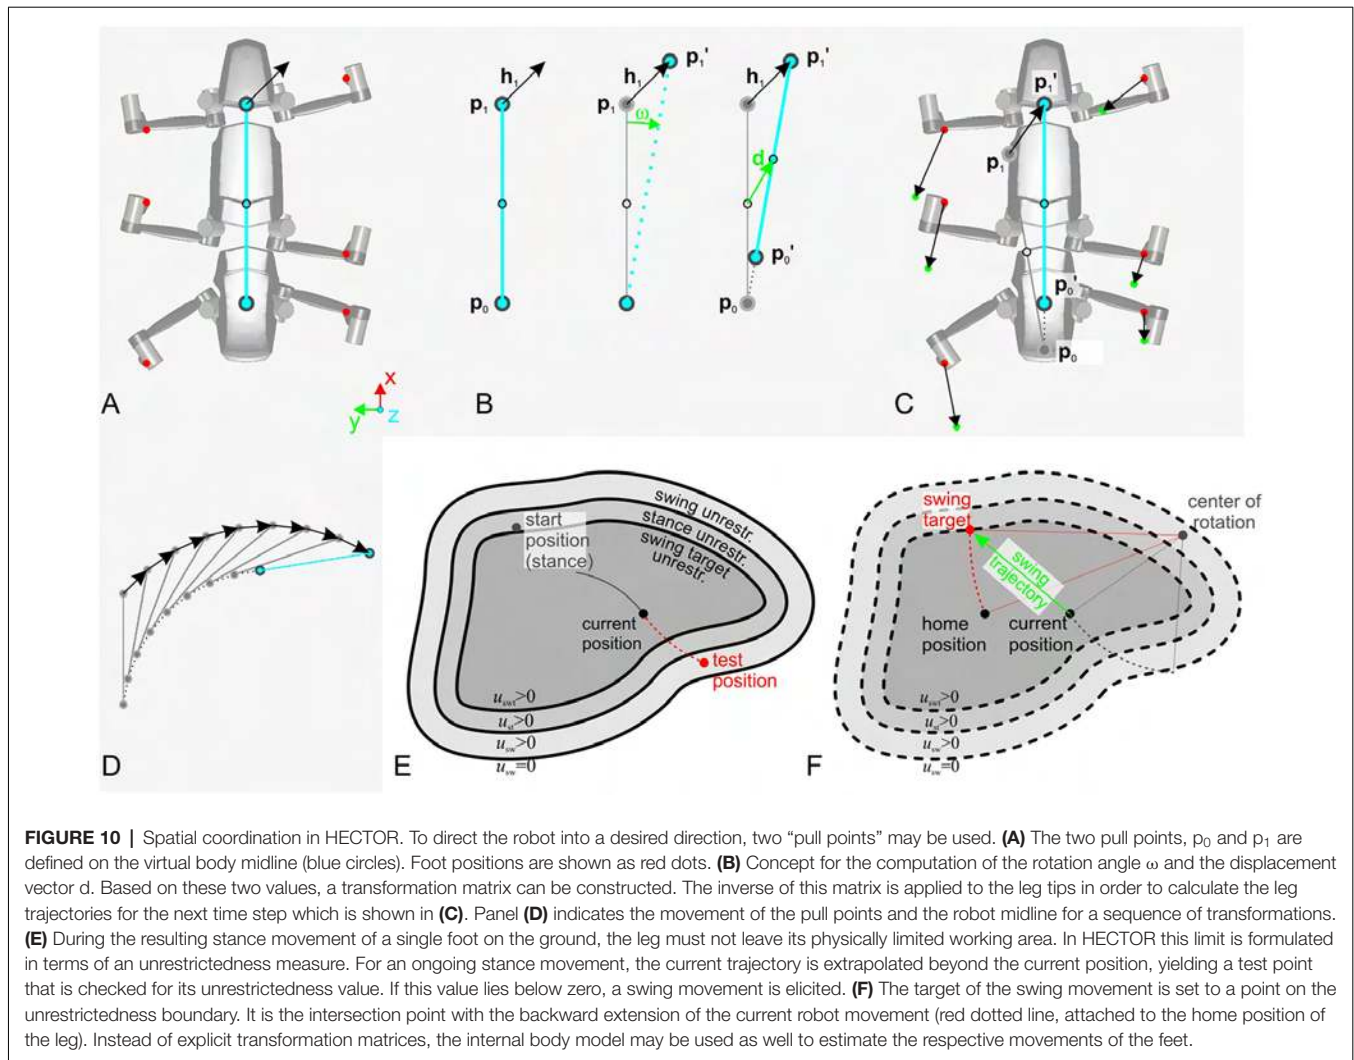 h1
p1
p0
h1
p1
p1'
ω
h1
p1'
d
p0'
p0
p1'
p1
p0'
p0
A
x
y
z
B
C
swing unrestr.
stance unrestr.
swing target
unrestr.
start
position
(stance)
current
position
test
position
uswt>0
ust>0
usw>0
usw=0
D
E
swing
target
center of
rotation
swing
trajectory
home
position
current
position
uswt>0
ust>0
usw>0
usw=0
F
FIGURE 10 | Spatial coordination in HECTOR. To direct the robot into a desired direction, two “pull points” may be used. (A) The two pull points, p0 and p1 are
defined on the virtual body midline (blue circles). Foot positions are shown as red dots. (B) Concept for the computation of the rotation angle ω and the displacement
vector d. Based on these two values, a transformation matrix can be constructed. The inverse of this matrix is applied to the leg tips in order to calculate the leg
trajectories for the next time step which is shown in (C). Panel (D) indicates the movement of the pull points and the robot midline for a sequence of transformations.
(E) During the resulting stance movement of a single foot on the ground, the leg must not leave its physically limited working area. In HECTOR this limit is formulated
in terms of an unrestrictedness measure. For an ongoing stance movement, the current trajectory is extrapolated beyond the current position, yielding a test point
that is checked for its unrestrictedness value. If this value lies below zero, a swing movement is elicited. (F) The target of the swing movement is set to a point on the
unrestrictedness boundary. It is the intersection point with the backward extension of the current robot movement (red dotted line, attached to the home position of
the leg). Instead of explicit transformation matrices, the internal body model may be used as well to estimate the respective movements of the feet.